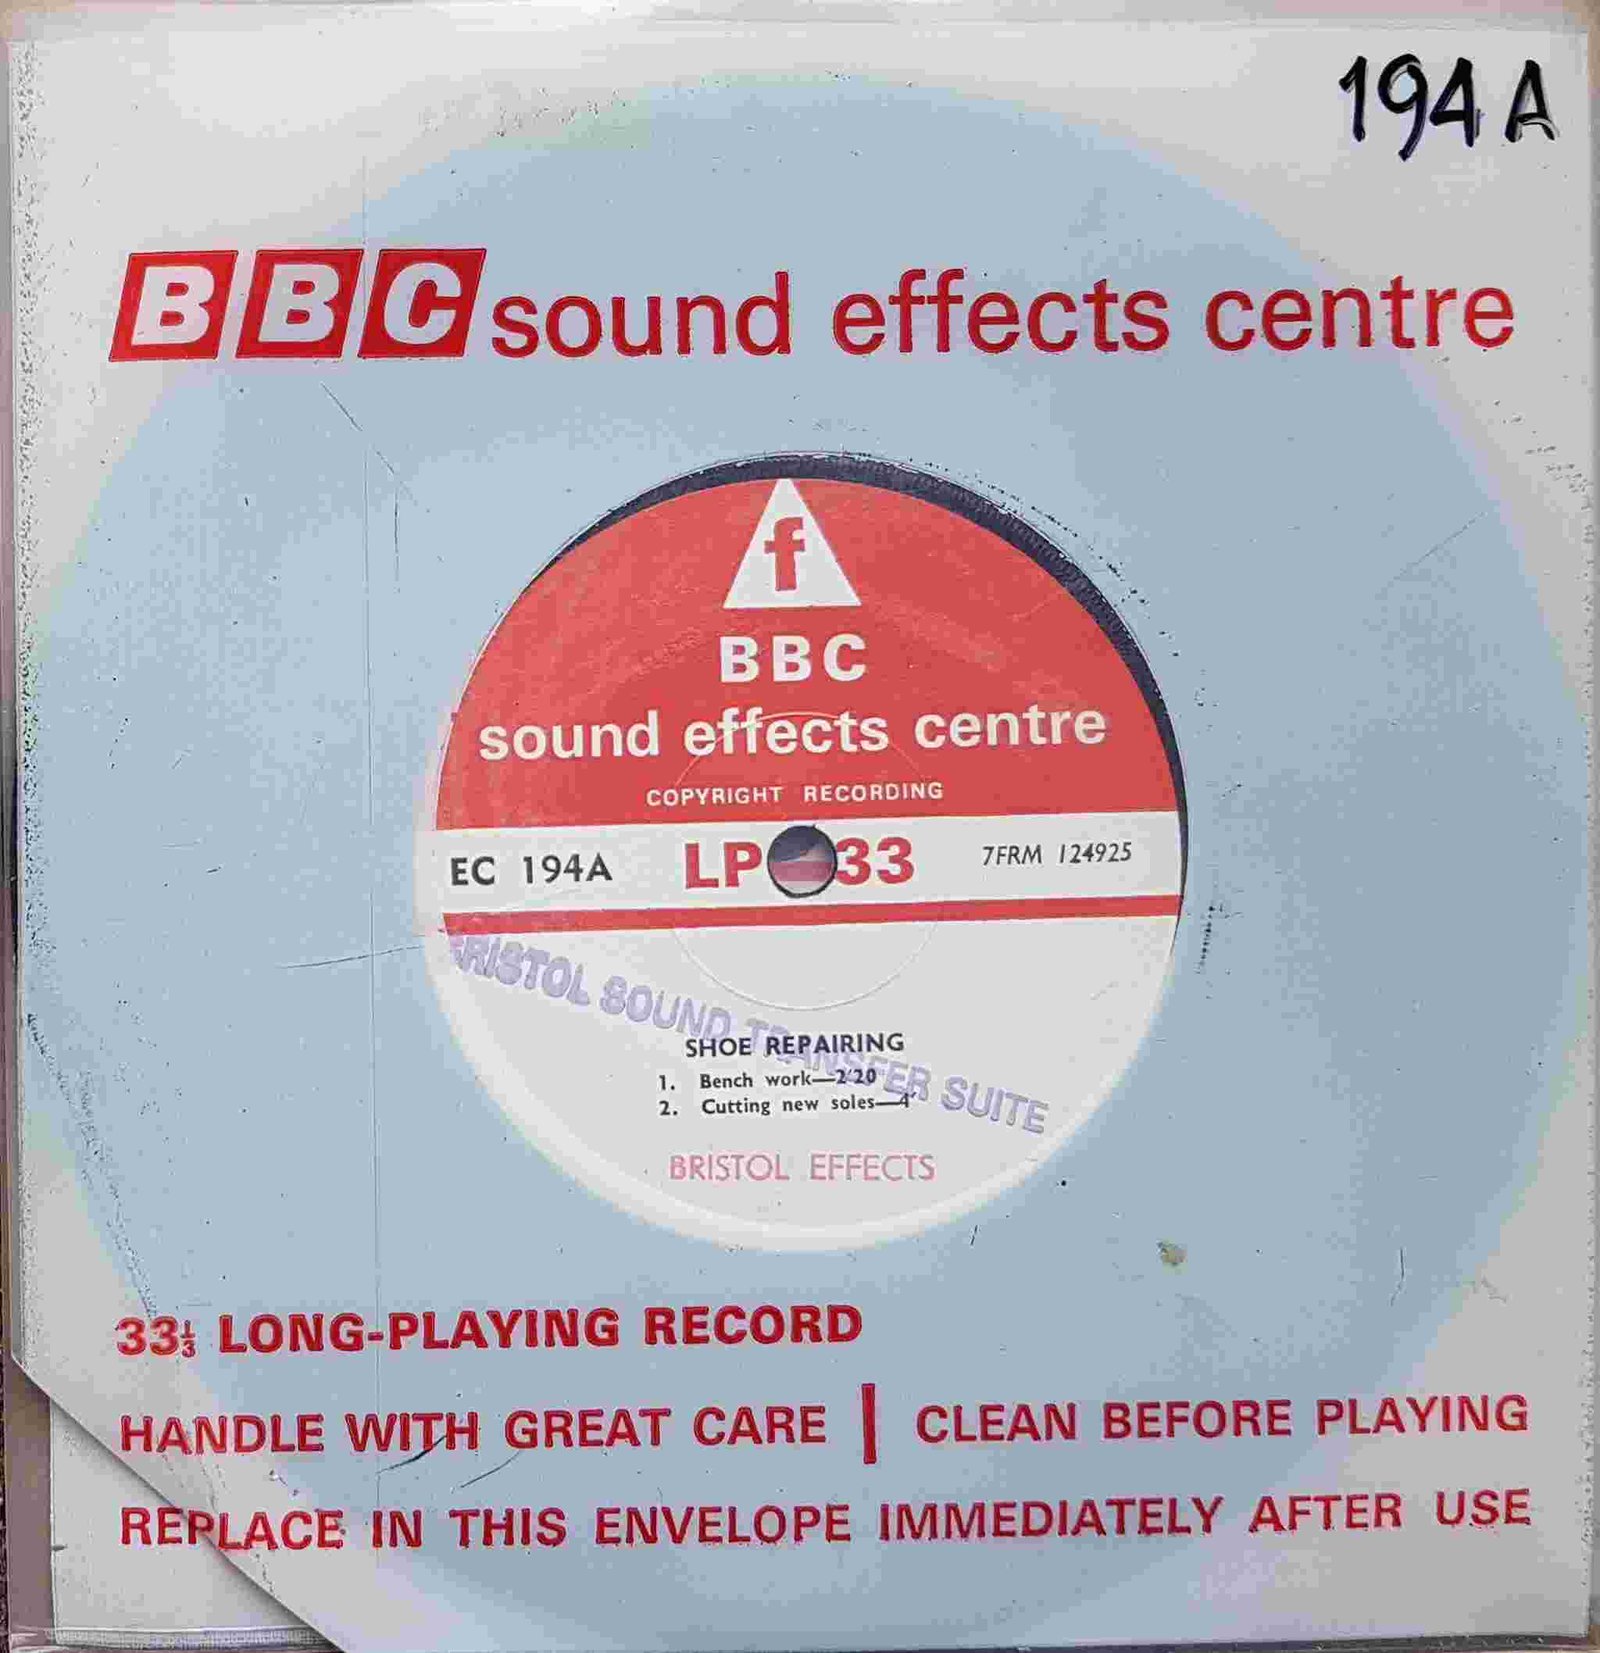 194 A
BBC sound effects centre
f
BBC
sound effects centre
COPYRIGHT RECORDING
EC 194A LP 33 7FRM 124925
BRISTOL SOUND TRANSFER SUITE
SHOE REPAIRING
1. Bench work—2'20
2. Cutting new soles—4'
BRISTOL EFFECTS
33⅓ LONG-PLAYING RECORD
HANDLE WITH GREAT CARE | CLEAN BEFORE PLAYING
REPLACE IN THIS ENVELOPE IMMEDIATELY AFTER USE